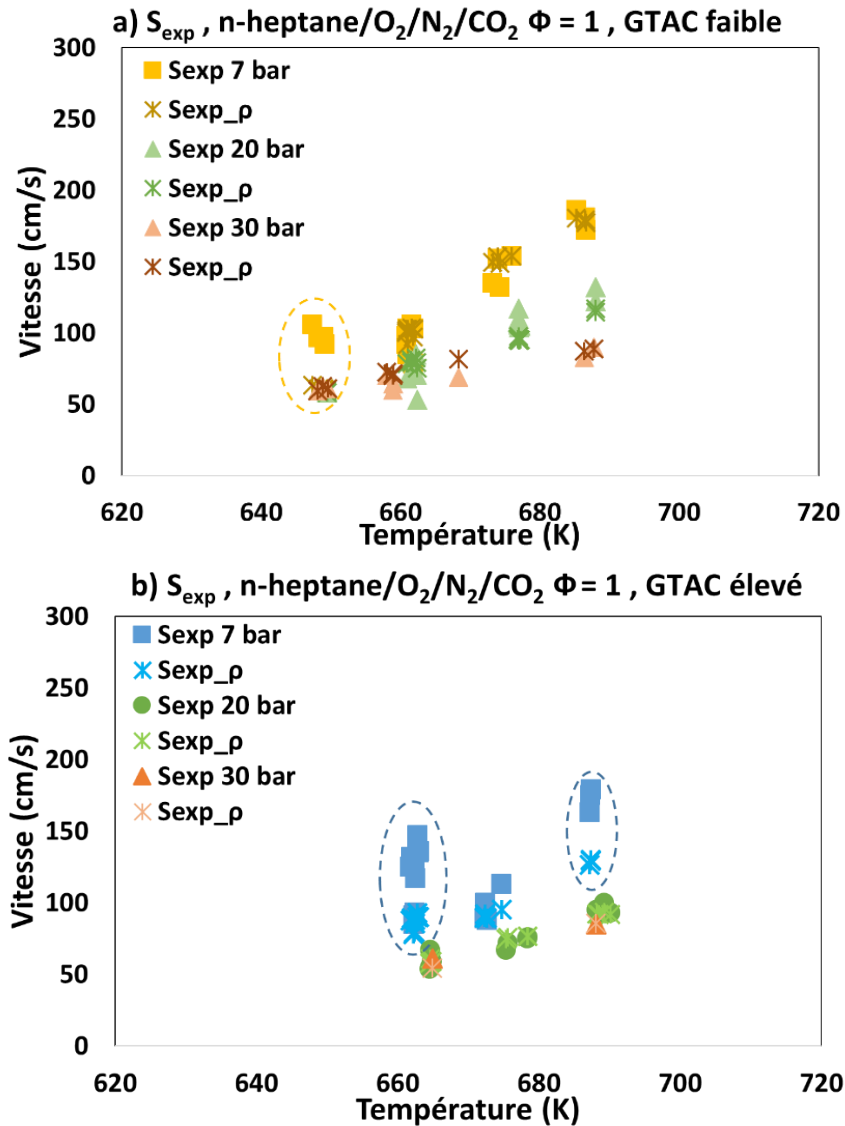 a) Sexp , n-heptane/O2/N2/CO2 Φ = 1 , GTAC faible
300
250
200
150
100
50
0
Vitesse (cm/s)
Sexp 7 bar
Sexp_ρ
Sexp 20 bar
Sexp_ρ
Sexp 30 bar
Sexp_ρ
620
640
660
680
700
720
Température (K)
b) Sexp , n-heptane/O2/N2/CO2 Φ = 1 , GTAC élevé
300
250
200
150
100
50
0
Vitesse (cm/s)
Sexp 7 bar
Sexp_ρ
Sexp 20 bar
Sexp_ρ
Sexp 30 bar
Sexp_ρ
620
640
660
680
700
720
Température (K)